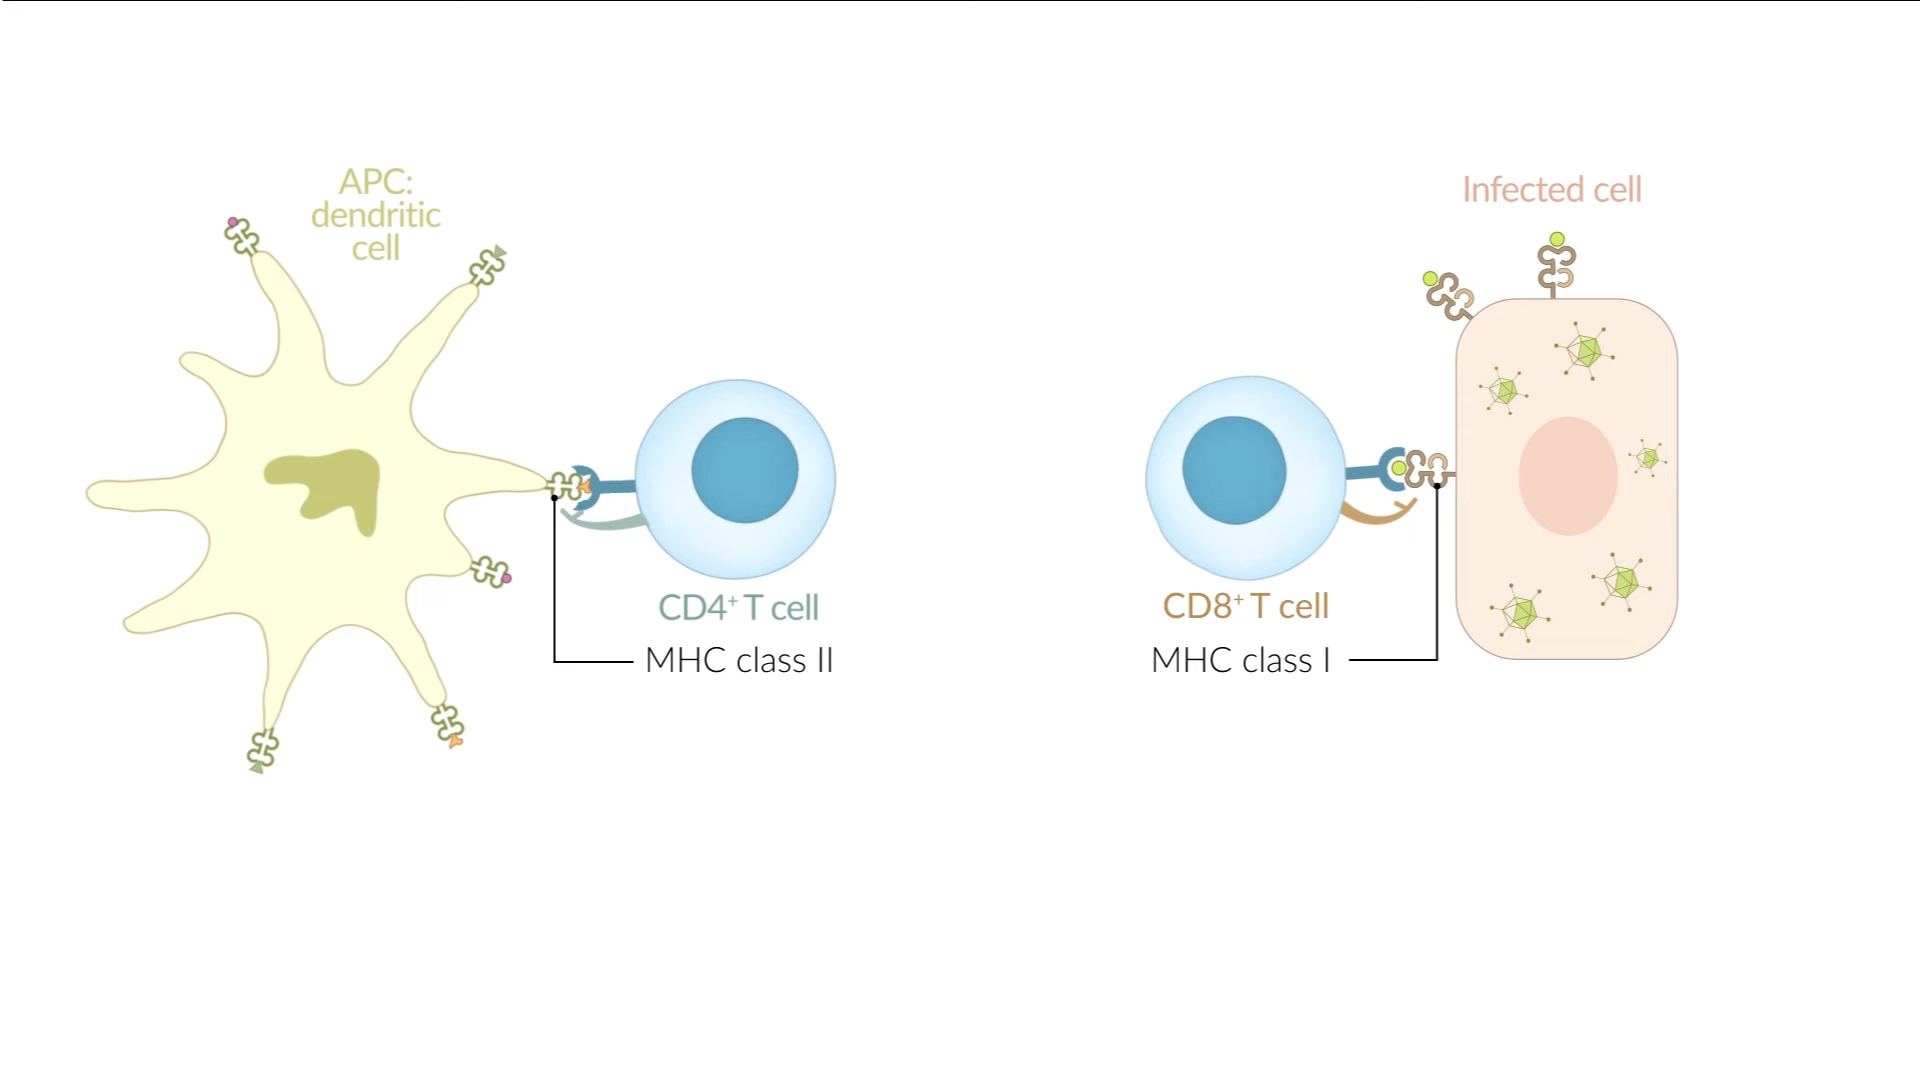 APC:
dendritic
cell
CD4⁺ T cell
MHC class II
Infected cell
CD8⁺ T cell
MHC class I